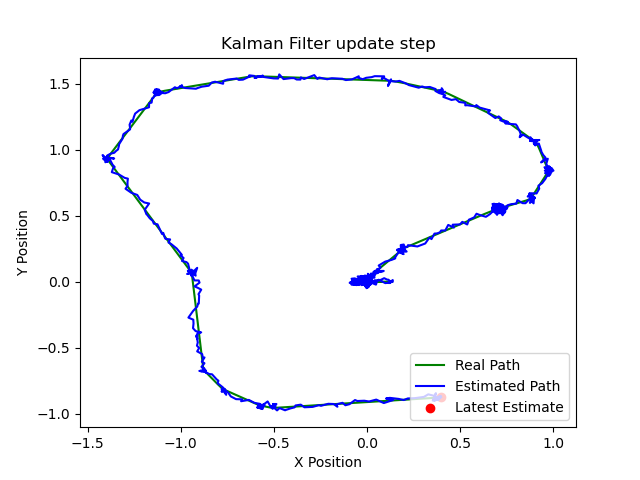 Kalman Filter update step
1.5
1.0
0.5
0.0
−0.5
−1.0
Y Position
−1.5
−1.0
−0.5
0.0
0.5
1.0
X Position
Real Path
Estimated Path
Latest Estimate